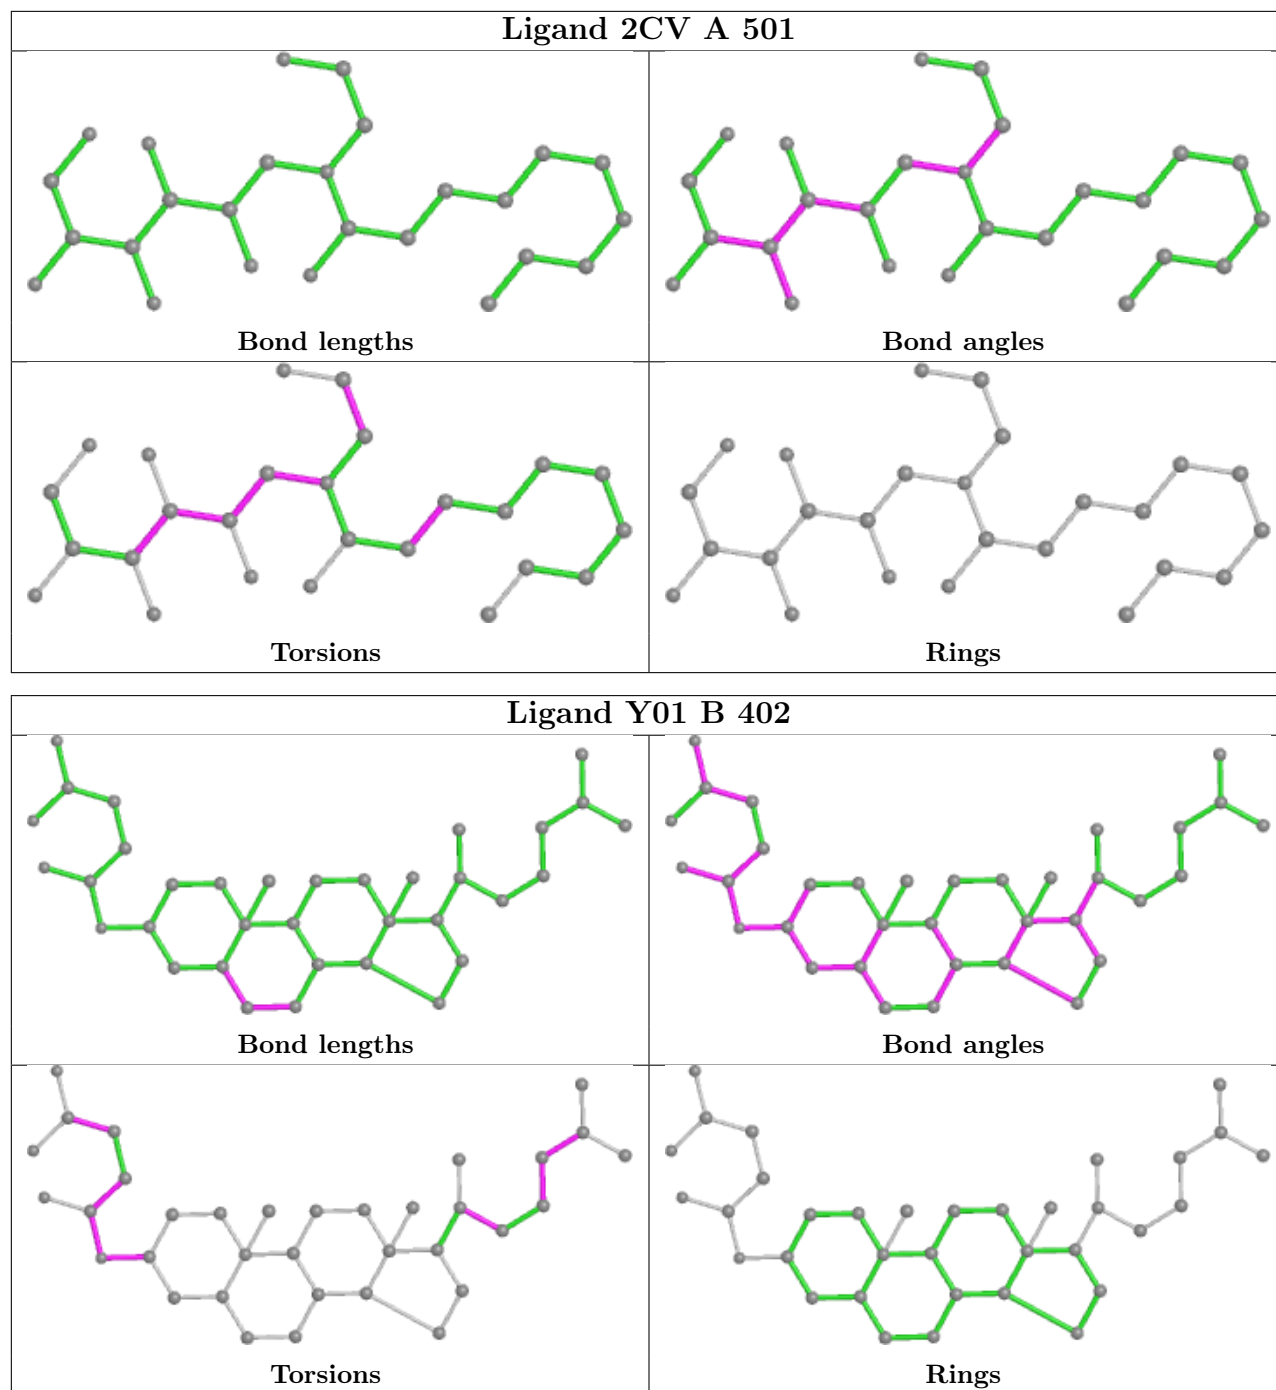 Ligand 2CV A 501
Bond lengths
Bond angles
Torsions
Rings
Ligand Y01 B 402
Bond lengths
Bond angles
Torsions
Rings